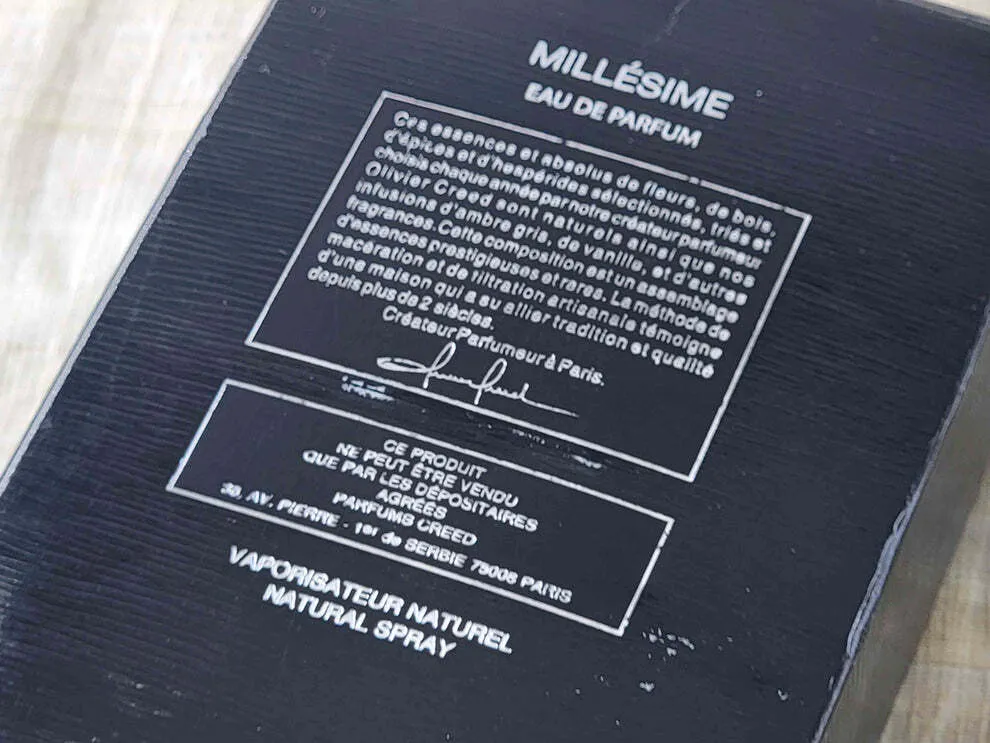 MILLÉSIME
EAU DE PARFUM
Ces essences et absolus de fleurs, de bois,
d'épices et d'hespérides sélectionnés, triés et
choisis chaque année par notre créateur parfumeur
Olivier Creed sont naturels ainsi que nos
infusions d'ambre gris, de vanille, et d'autres
fragrances. Cette composition est un assemblage
d'essences prestigieuses et rares. La méthode de
macération et de filtration artisanale témoigne
d'une maison qui a su allier tradition et qualité
depuis plus de 2 siècles.
Créateur Parfumeur à Paris.
CE PRODUIT
NE PEUT ÊTRE VENDU
QUE PAR LES DÉPOSITAIRES
AGRÉÉS
PARFUMS CREED
38, AV. PIERRE - 1er de SERBIE 75008 PARIS
VAPORISATEUR NATUREL
NATURAL SPRAY